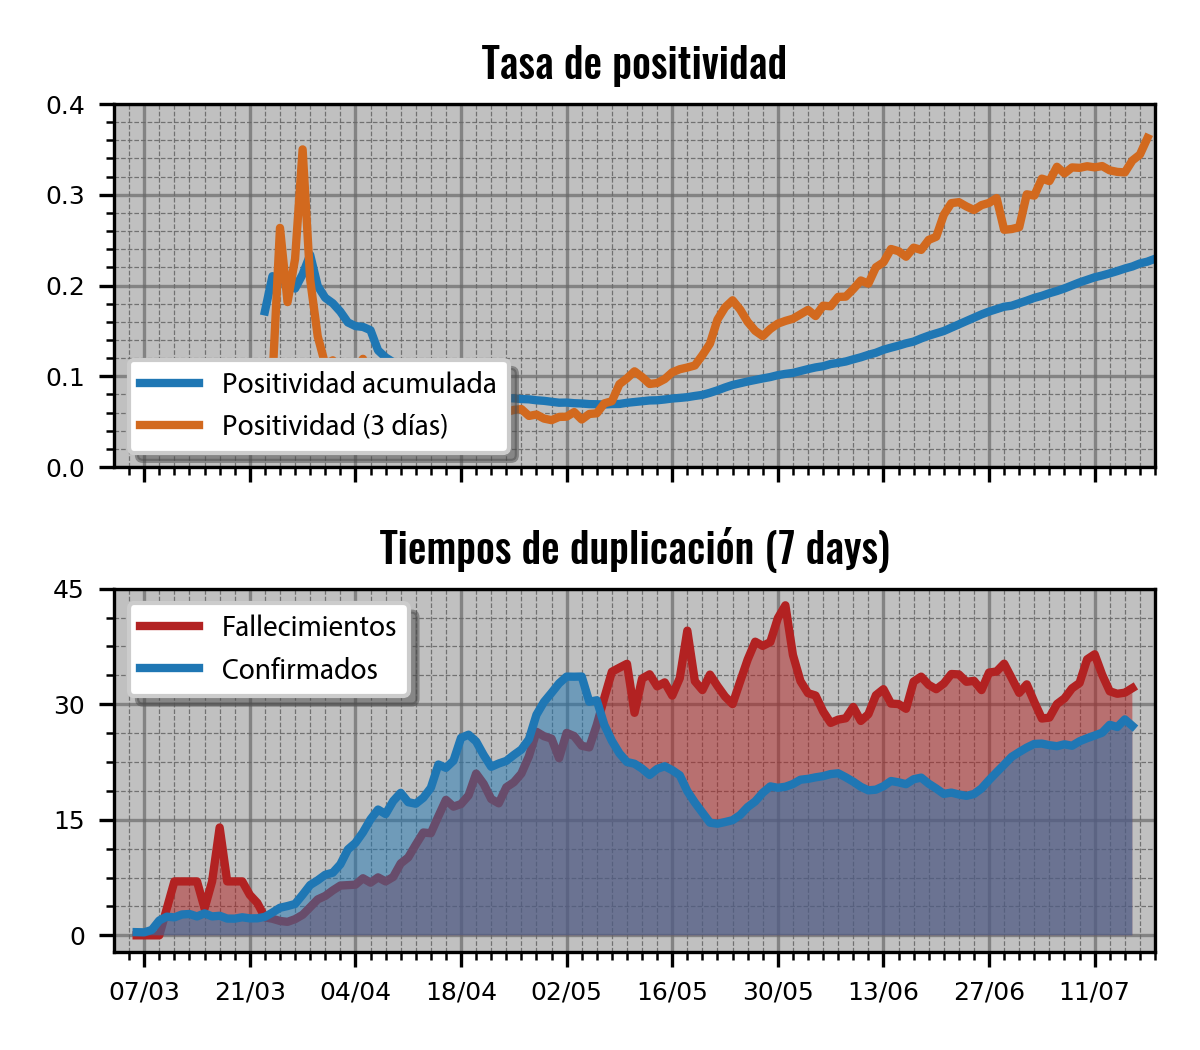 Tasa de positividad
0.4
0.3
0.2
0.1
0.0
Positividad acumulada
Positividad (3 días)
Tiempos de duplicación (7 days)
45
30
15
0
Fallecimientos
Confirmados
07/03 21/03 04/04 18/04 02/05 16/05 30/05 13/06 27/06 11/07